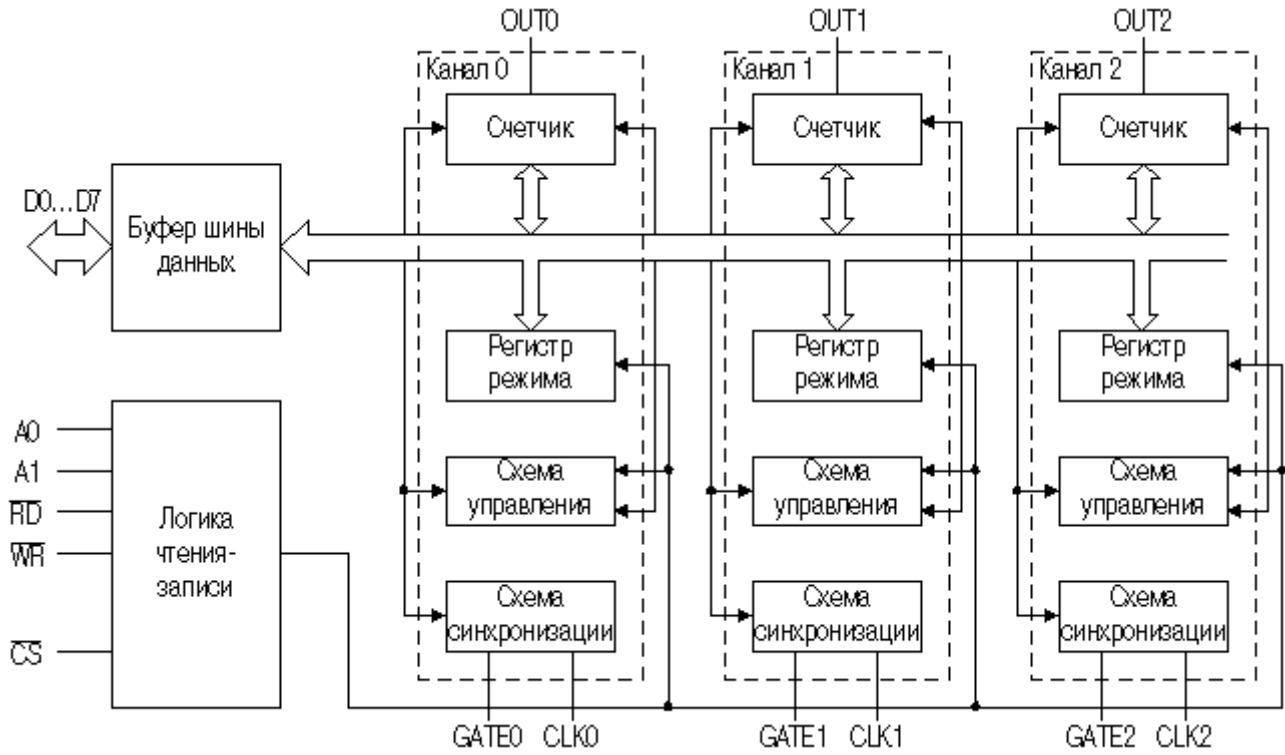 OUT0
OUT1
OUT2
Канал 0
Канал 1
Канал 2
Счетчик
Счетчик
Счетчик
D0...D7
Буфер шины
данных
Регистр
режима
Регистр
режима
Регистр
режима
A0
A1
RD
WR
CS
Логика
чтения-
записи
Схема
управления
Схема
управления
Схема
управления
Схема
синхронизации
Схема
синхронизации
Схема
синхронизации
GATE0
CLK0
GATE1
CLK1
GATE2
CLK2